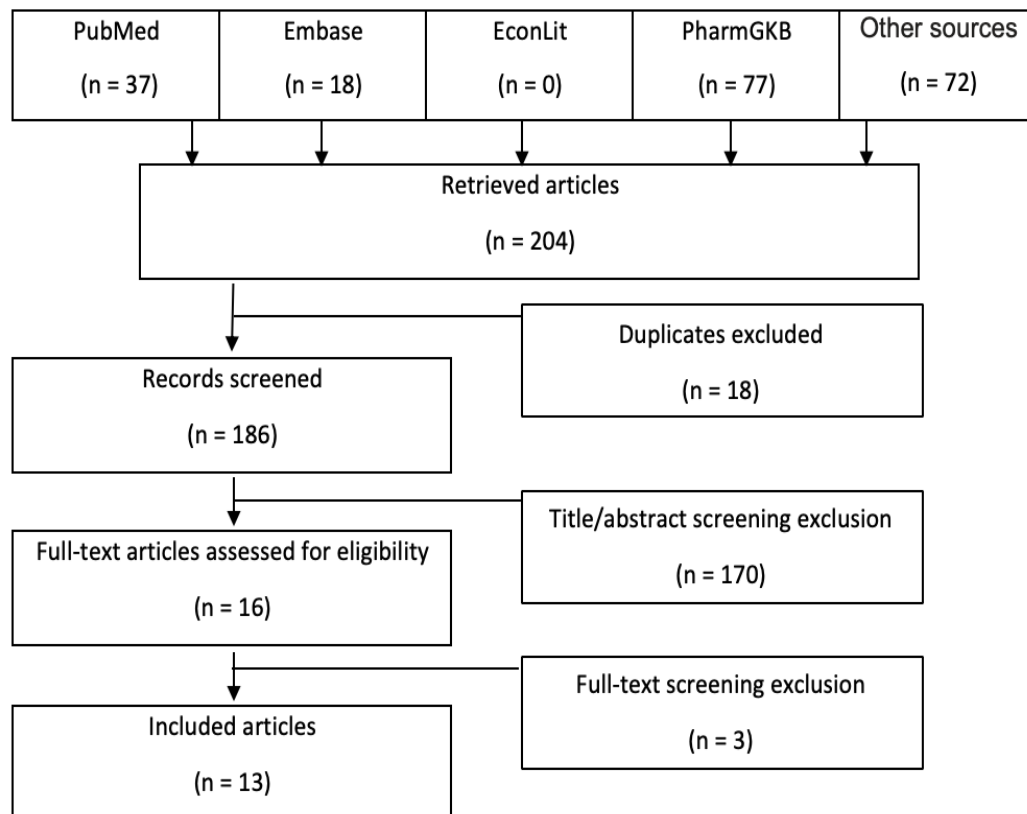 PubMed
(n = 37)
Embase
(n = 18)
EconLit
(n = 0)
PharmGKB
(n = 77)
Other sources
(n = 72)
Retrieved articles
(n = 204)
Duplicates excluded
(n = 18)
Records screened
(n = 186)
Title/abstract screening exclusion
(n = 170)
Full-text articles assessed for eligibility
(n = 16)
Full-text screening exclusion
(n = 3)
Included articles
(n = 13)